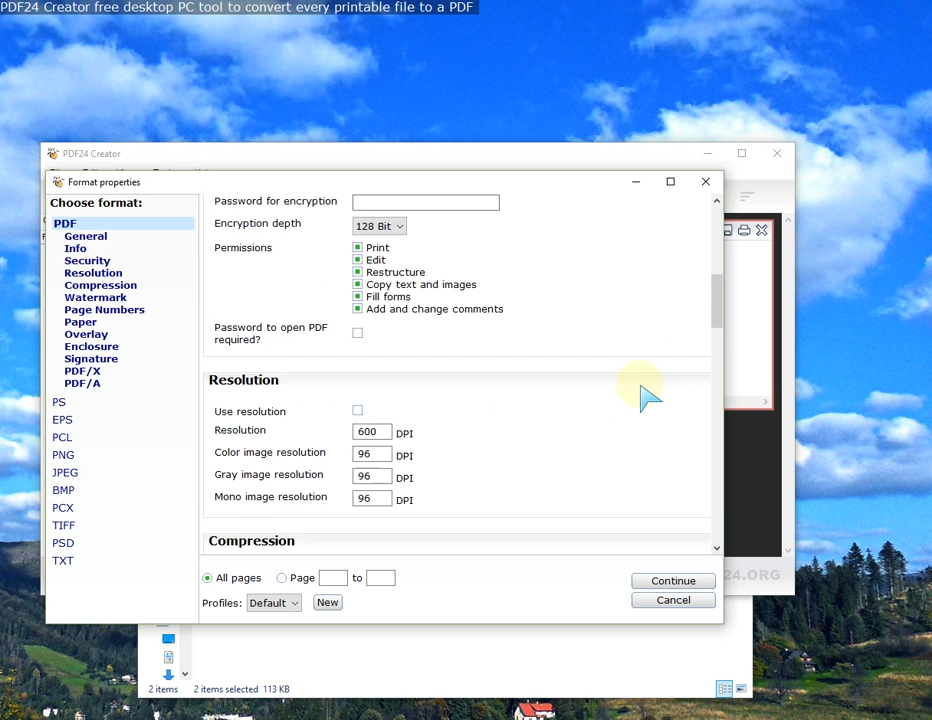 PDF24 Creator free desktop PC tool to convert every printable file to a PDF
PDF24 Creator
Format properties
Choose format:
PDF
General
Info
Security
Resolution
Compression
Watermark
Page Numbers
Paper
Overlay
Enclosure
Signature
PDF/X
PDF/A
PS
EPS
PCL
PNG
JPEG
BMP
PCX
TIFF
PSD
TXT
Password for encryption
Encryption depth 128 Bit
Permissions Print
Edit
Restructure
Copy text and images
Fill forms
Add and change comments
Password to open PDF
required?
Resolution
Use resolution
Resolution 600 DPI
Color image resolution 96 DPI
Gray image resolution 96 DPI
Mono image resolution 96 DPI
Compression
All pages Page to
Profiles: Default New
Continue
Cancel
24.ORG
2 items 2 items selected 113 KB